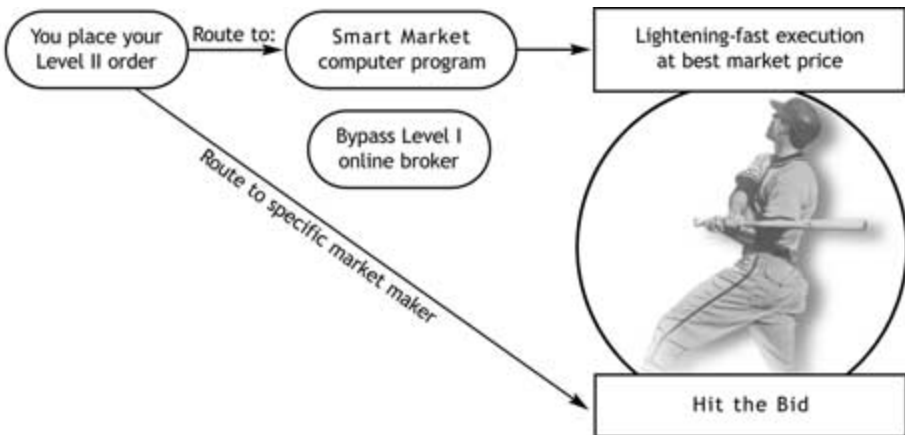 You place your
Level II order
Route to:
Smart Market
computer program
Lightening-fast execution
at best market price
Bypass Level I
online broker
Route to specific market maker
Hit the Bid